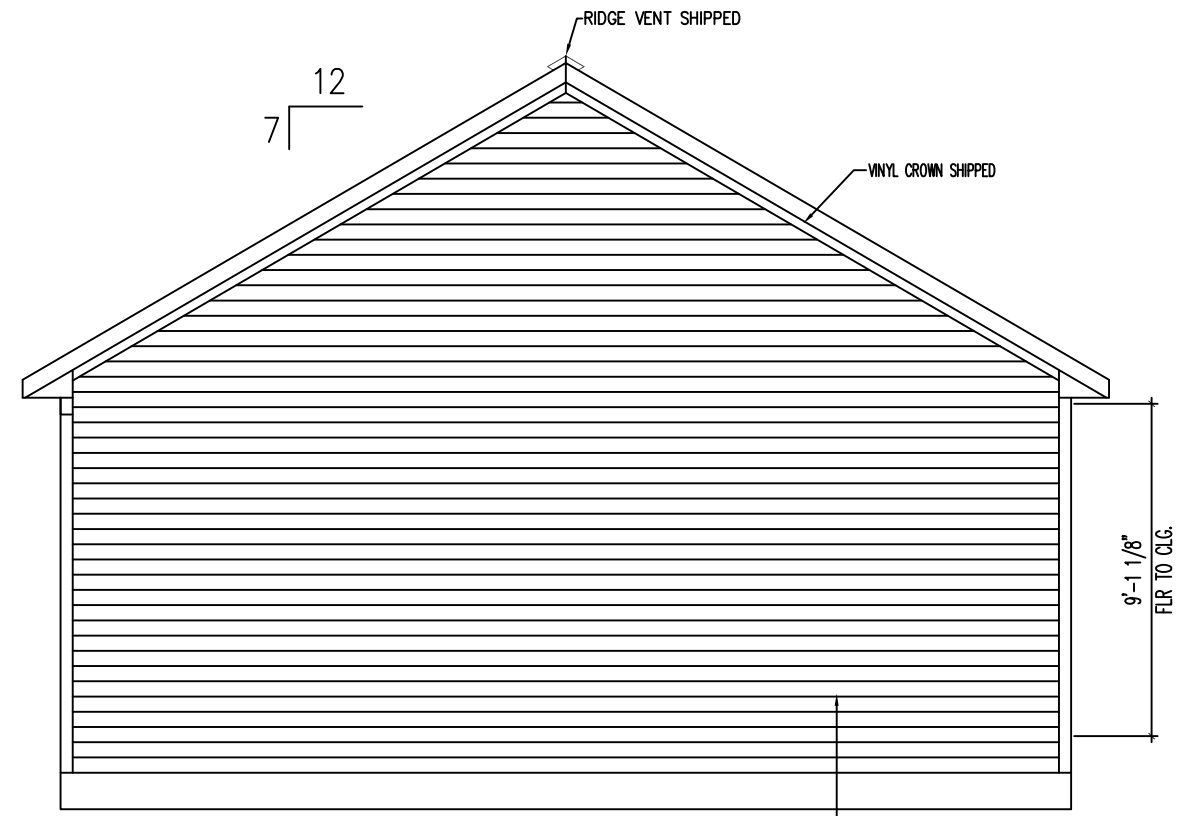 RIDGE VENT SHIPPED
12
7
VINYL CROWN SHIPPED
9'-1 1/8"
FLR TO CLG.